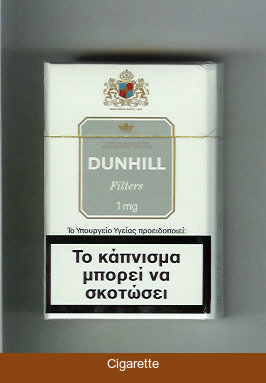 DUNHILL
Filters
1 mg
Το Υπουργείο Υγείας προειδοποιεί:
Το κάπνισμα
μπορεί να
σκοτώσει
Cigarette